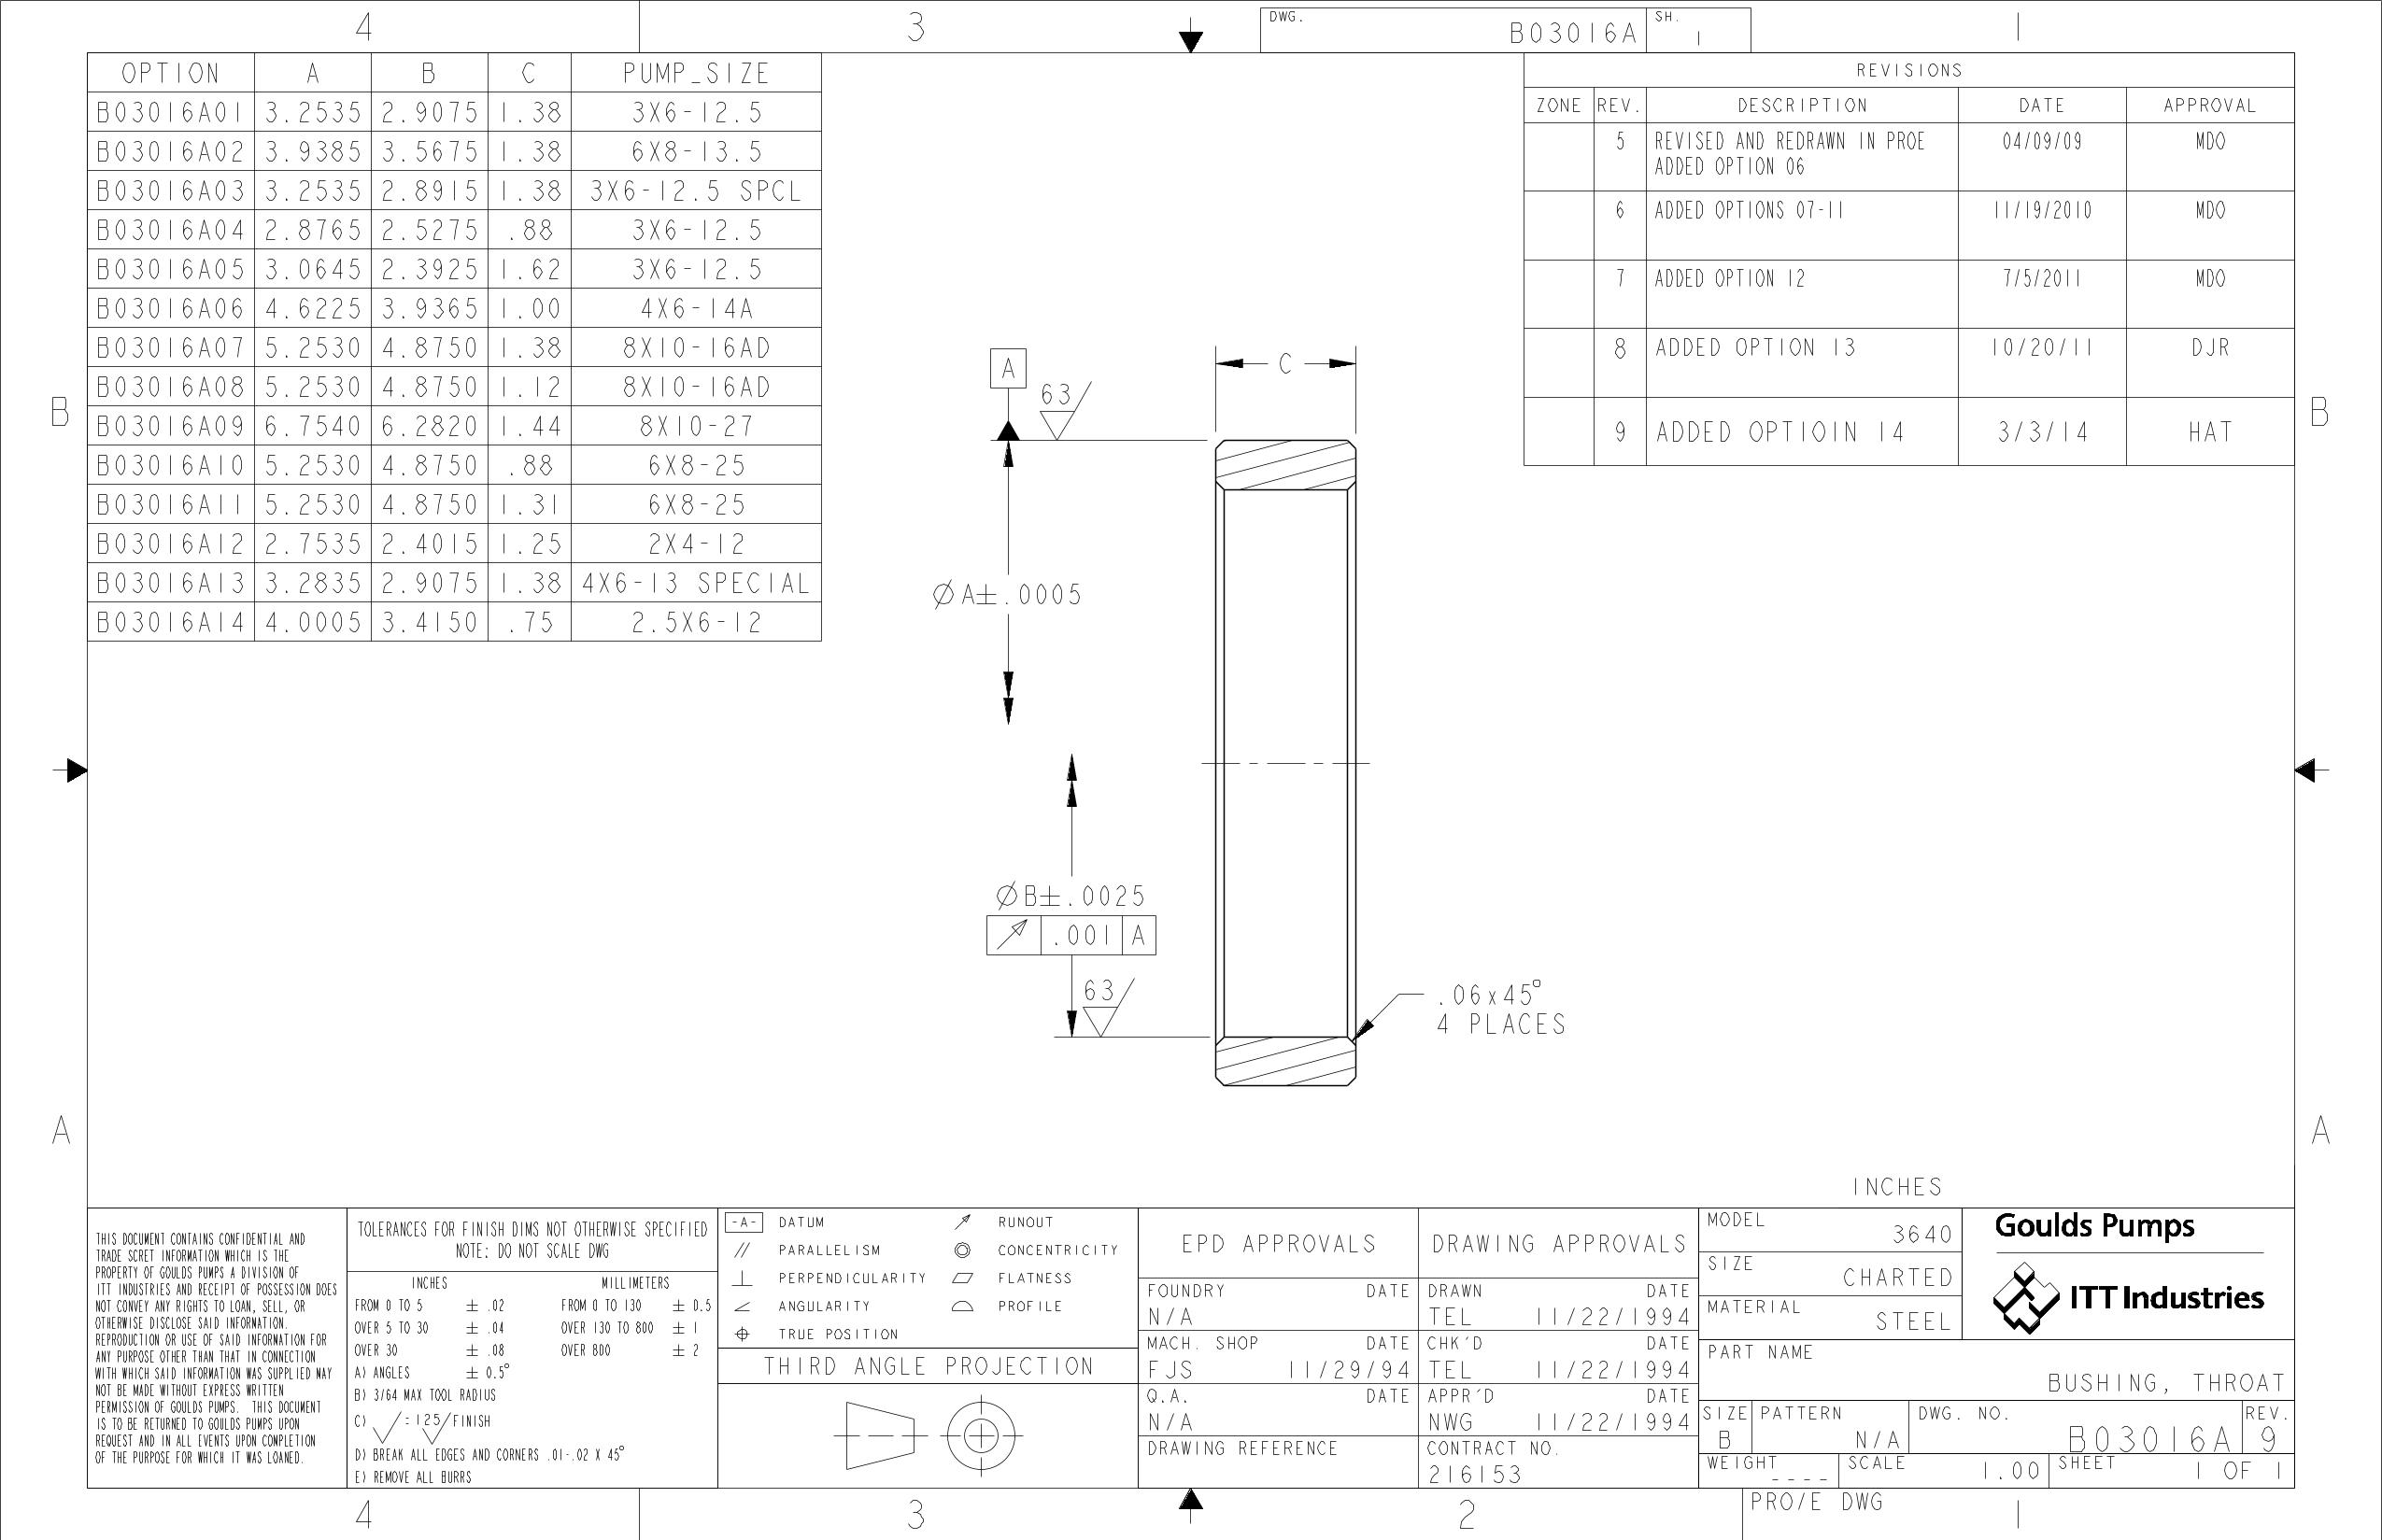 4 3 1
DWG. B03016A SH. 1
OPTION A B C PUMP_SIZE
B03016A01 3.2535 2.9075 1.38 3X6-12.5
B03016A02 3.9385 3.5675 1.38 6X8-13.5
B03016A03 3.2535 2.8915 1.38 3X6-12.5 SPCL
B03016A04 2.8765 2.5275 .88 3X6-12.5
B03016A05 3.0645 2.3925 1.62 3X6-12.5
B03016A06 4.6225 3.9365 1.00 4X6-14A
B03016A07 5.2530 4.8750 1.38 8X10-16AD
B03016A08 5.2530 4.8750 1.12 8X10-16AD
B03016A09 6.7540 6.2820 1.44 8X10-27
B03016A10 5.2530 4.8750 .88 6X8-25
B03016A11 5.2530 4.8750 1.31 6X8-25
B03016A12 2.7535 2.4015 1.25 2X4-12
B03016A13 3.2835 2.9075 1.38 4X6-13 SPECIAL
B03016A14 4.0005 3.4150 .75 2.5X6-12
REVISIONS
ZONE REV. DESCRIPTION DATE APPROVAL
5 REVISED AND REDRAWN IN PROE 04/09/09 MDO
ADDED OPTION 06
6 ADDED OPTIONS 07-11 11/19/2010 MDO
7 ADDED OPTION 12 7/5/2011 MDO
8 ADDED OPTION 13 10/20/11 DJR
9 ADDED OPTIOIN 14 3/3/14 HAT
B B
A
63
C
ØA±.0005
ØB±.0025
.001 A
63
.06x45°
4 PLACES
A A
INCHES
THIS DOCUMENT CONTAINS CONFIDENTIAL AND
TRADE SCRET INFORMATION WHICH IS THE
PROPERTY OF GOULDS PUMPS A DIVISION OF
ITT INDUSTRIES AND RECEIPT OF POSSESSION DOES
NOT CONVEY ANY RIGHTS TO LOAN, SELL, OR
OTHERWISE DISCLOSE SAID INFORMATION.
REPRODUCTION OR USE OF SAID INFORMATION FOR
ANY PURPOSE OTHER THAN THAT IN CONNECTION
WITH WHICH SAID INFORMATION WAS SUPPLIED MAY
NOT BE MADE WITHOUT EXPRESS WRITTEN
PERMISSION OF GOULDS PUMPS. THIS DOCUMENT
IS TO BE RETURNED TO GOULDS PUMPS UPON
REQUEST AND IN ALL EVENTS UPON COMPLETION
OF THE PURPOSE FOR WHICH IT WAS LOANED.
TOLERANCES FOR FINISH DIMS NOT OTHERWISE SPECIFIED
NOTE: DO NOT SCALE DWG
INCHES MILLIMETERS
FROM 0 TO 5 ± .02 FROM 0 TO 130 ± 0.5
OVER 5 TO 30 ± .04 OVER 130 TO 800 ± 1
OVER 30 ± .08 OVER 800 ± 2
A) ANGLES ± 0.5°
B) 3/64 MAX TOOL RADIUS
C) √ = 125√ FINISH
D) BREAK ALL EDGES AND CORNERS .01-.02 X 45°
E) REMOVE ALL BURRS
-A- DATUM RUNOUT
PARALLELISM CONCENTRICITY
PERPENDICULARITY FLATNESS
ANGULARITY PROFILE
TRUE POSITION
THIRD ANGLE PROJECTION
EPD APPROVALS
FOUNDRY DATE
N/A
MACH. SHOP DATE
FJS 11/29/94
Q.A. DATE
N/A
DRAWING REFERENCE
DRAWING APPROVALS
DRAWN DATE
TEL 11/22/1994
CHK'D DATE
TEL 11/22/1994
APPR'D DATE
NWG 11/22/1994
CONTRACT NO.
216153
MODEL 3640
SIZE CHARTED
MATERIAL STEEL
Goulds Pumps
ITT Industries
PART NAME
BUSHING, THROAT
SIZE B PATTERN N/A DWG. NO. B03016A REV. 9
WEIGHT ---- SCALE 1.00 SHEET 1 OF 1
4 3 2 PRO/E DWG 1